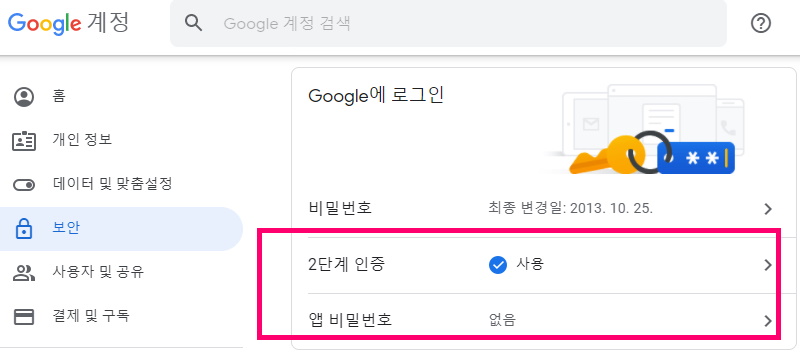 Google 계정
Google 계정 검색
홈
개인 정보
데이터 및 맞춤설정
보안
사용자 및 공유
결제 및 구독
Google에 로그인
**
비밀번호 최종 변경일: 2013. 10. 25.
2단계 인증 사용
앱 비밀번호 없음